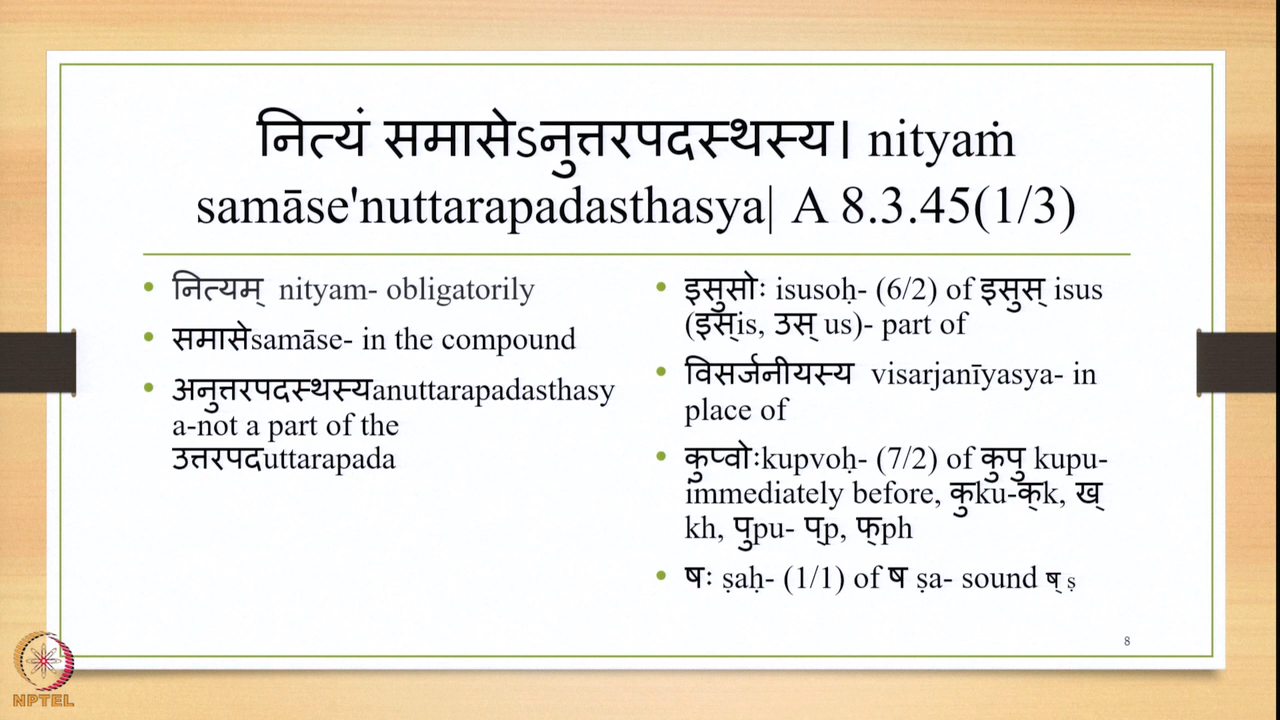 नित्यं समासेऽनुत्तरपदस्थस्य। nityaṁ
samāse'nuttarapadasthasya| A 8.3.45(1/3)
• नित्यम् nityam- obligatorily
• समासेsamāse- in the compound
• अनुत्तरपदस्थस्यanuttarapadasthasy
a-not a part of the
उत्तरपदuttarapada
• इसुसोः isusoḥ- (6/2) of इसुस् isus
(इस्is, उस् us)- part of
• विसर्जनीयस्य visarjanīyasya- in
place of
• कुप्वोःkupvoḥ- (7/2) of कुपु kupu-
immediately before, कुku-क्k, ख्
kh, पुpu- प्p, फ्ph
• षः ṣaḥ- (1/1) of ष ṣa- sound ष् ṣ
8
NPTEL